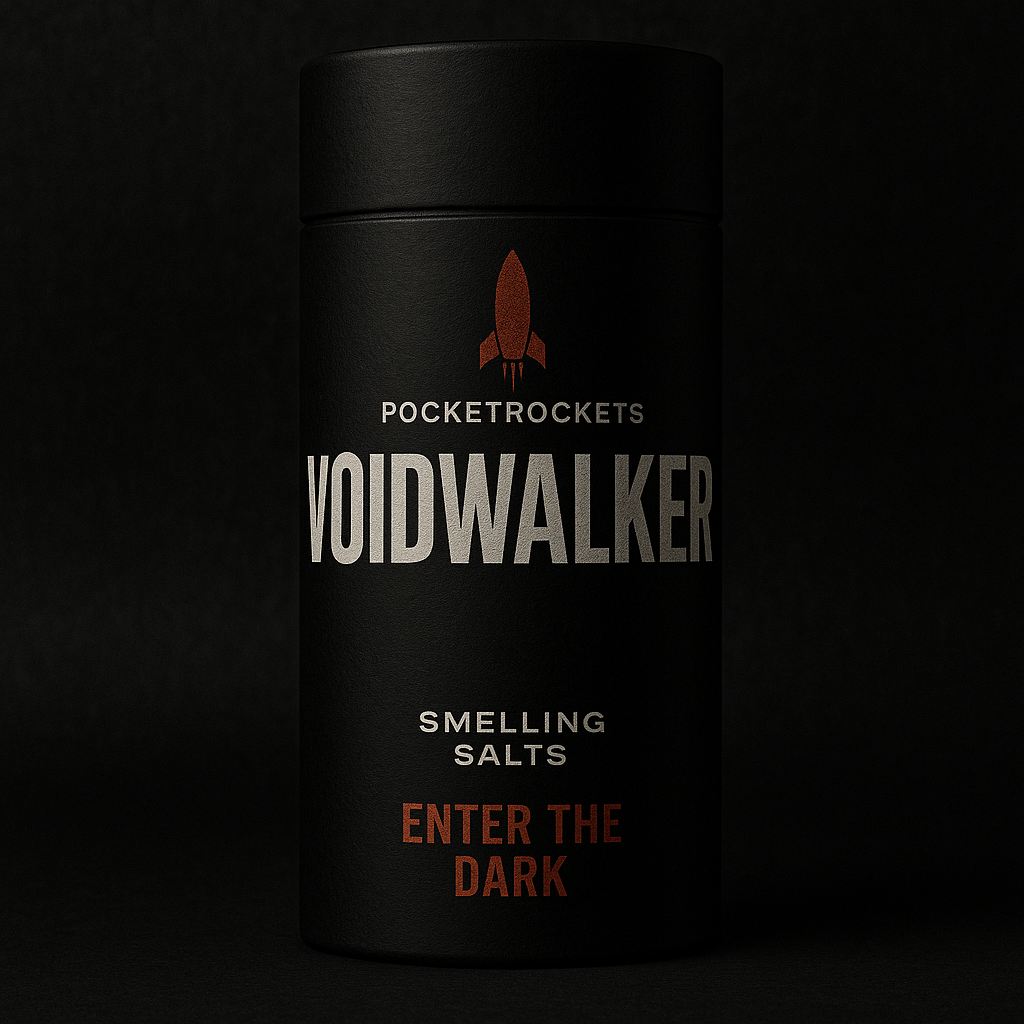 POCKETROCKETS
VOIDWALKER
SMELLING
SALTS
ENTER THE
DARK